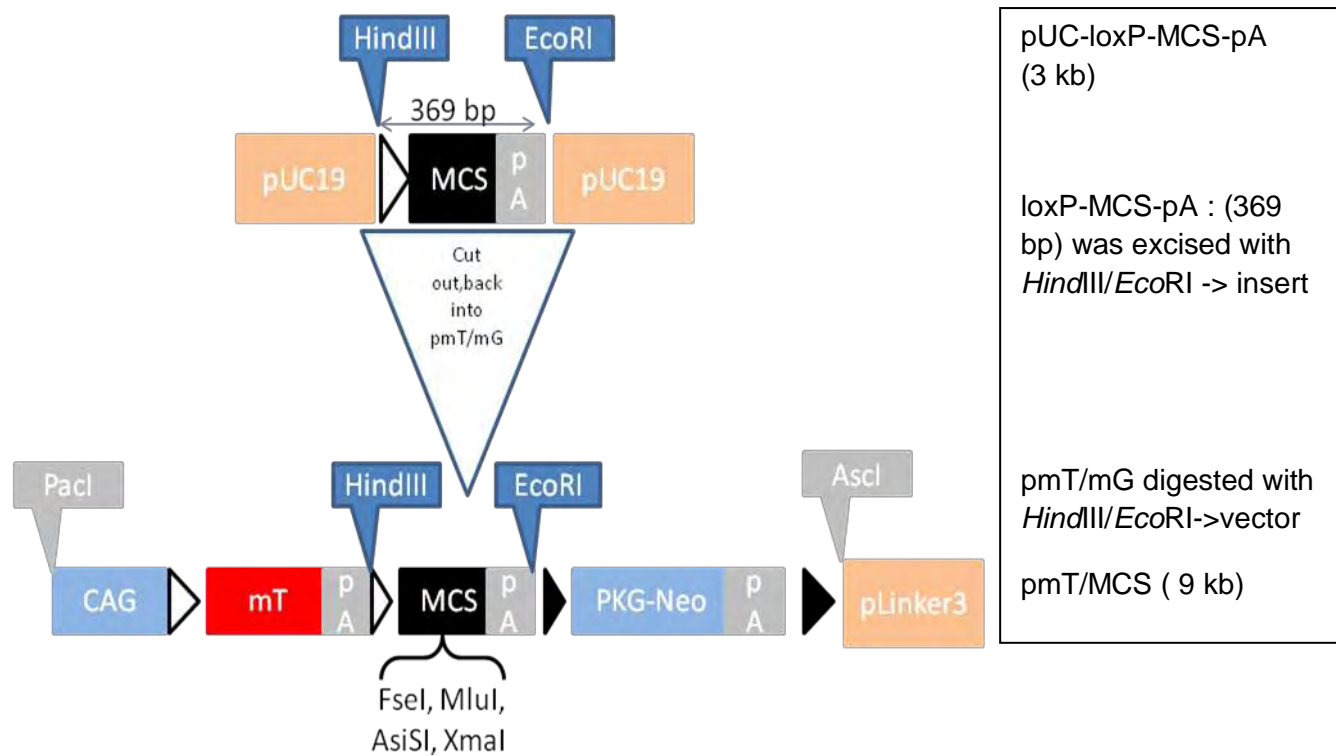 HindIII
EcoRI
369 bp
pUC19
MCS
p
A
pUC19
Cut
out,back
into
pmT/mG
PacI
HindIII
EcoRI
AscI
CAG
mT
p
A
MCS
p
A
PKG-Neo
p
A
pLinker3
FseI, MluI,
AsiSI, XmaI
pUC-loxP-MCS-pA
(3 kb)
loxP-MCS-pA : (369
bp) was excised with
HindIII/EcoRI -> insert
pmT/mG digested with
HindIII/EcoRI->vector
pmT/MCS ( 9 kb)